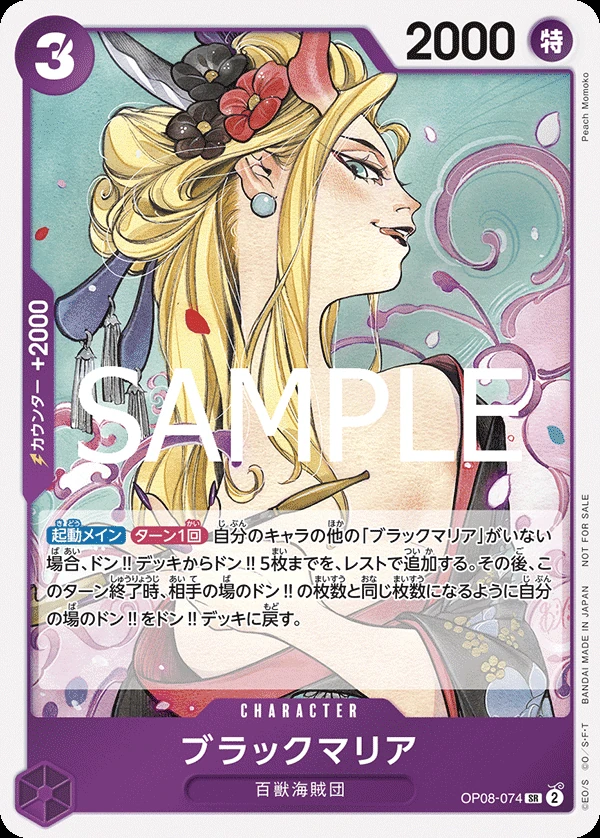 3
2000
特
Peach Momoko
カウンター +2000
SAMPLE
起動メイン ターン1回 自分のキャラの他の「ブラックマリア」がいない
場合、ドン!!デッキからドン!!5枚までを、レストで追加する。その後、こ
のターン終了時、相手の場のドン!!の枚数と同じ枚数になるように自分
の場のドン!!をドン!!デッキに戻す。
CHARACTER
ブラックマリア
百獣海賊団
OP08-074 SR 2
©E.O/S ©O/S・F・T BANDAI MADE IN JAPAN NOT FOR SALE